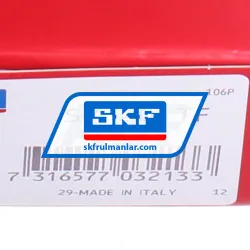 106P
SKF
skfrulmanlar.com
F
7 316577 032133
29-MADE IN ITALY 12